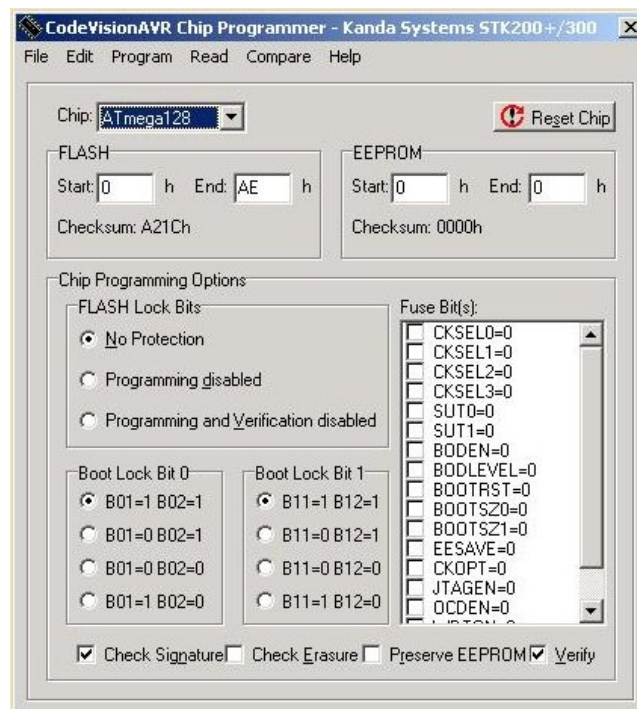 CodeVisionAVR Chip Programmer - Kanda Systems STK200+/300
File Edit Program Read Compare Help
Chip: ATmega128 Reset Chip
FLASH
Start: 0 h End: AE h
Checksum: A21Ch
EEPROM
Start: 0 h End: 0 h
Checksum: 0000h
Chip Programming Options
FLASH Lock Bits
No Protection
Programming disabled
Programming and Verification disabled
Boot Lock Bit 0
B01=1 B02=1
B01=0 B02=1
B01=0 B02=0
B01=1 B02=0
Boot Lock Bit 1
B11=1 B12=1
B11=0 B12=1
B11=0 B12=0
B11=1 B12=0
Fuse Bit(s):
CKSEL0=0
CKSEL1=0
CKSEL2=0
CKSEL3=0
SUT0=0
SUT1=0
BODEN=0
BODLEVEL=0
BOOTRST=0
BOOTSZ0=0
BOOTSZ1=0
EESAVE=0
CKOPT=0
JTAGEN=0
OCDEN=0
Check Signature Check Erasure Preserve EEPROM Verify